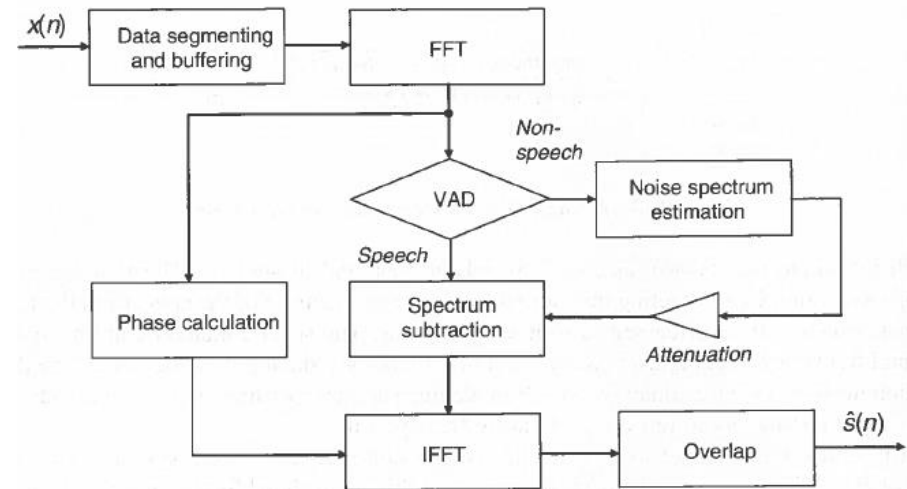 x(n)
Data segmenting
and buffering
FFT
Non-
speech
VAD
Noise spectrum
estimation
Speech
Phase calculation
Spectrum
subtraction
Attenuation
IFFT
Overlap
ŝ(n)